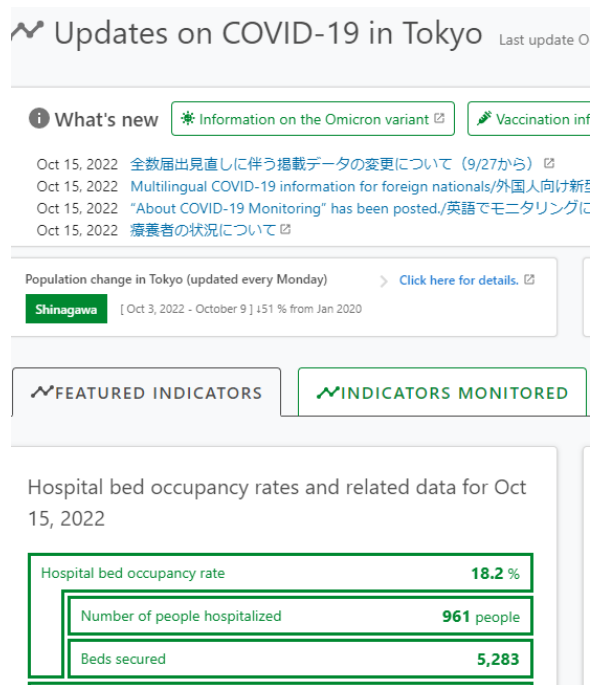 Updates on COVID-19 in Tokyo Last update
What's new Information on the Omicron variant Vaccination
Oct 15, 2022 全数届出見直しに伴う掲載データの変更について（9/27から）
Oct 15, 2022 Multilingual COVID-19 information for foreign nationals/外国人向け新
Oct 15, 2022 “About COVID-19 Monitoring” has been posted./英語でモニタリングに
Oct 15, 2022 療養者の状況について
Population change in Tokyo (updated every Monday) Click here for details.
Shinagawa [ Oct 3, 2022 - October 9 ] ↓51 % from Jan 2020
FEATURED INDICATORS INDICATORS MONITORED
Hospital bed occupancy rates and related data for Oct
15, 2022
Hospital bed occupancy rate 18.2 %
Number of people hospitalized 961 people
Beds secured 5,283